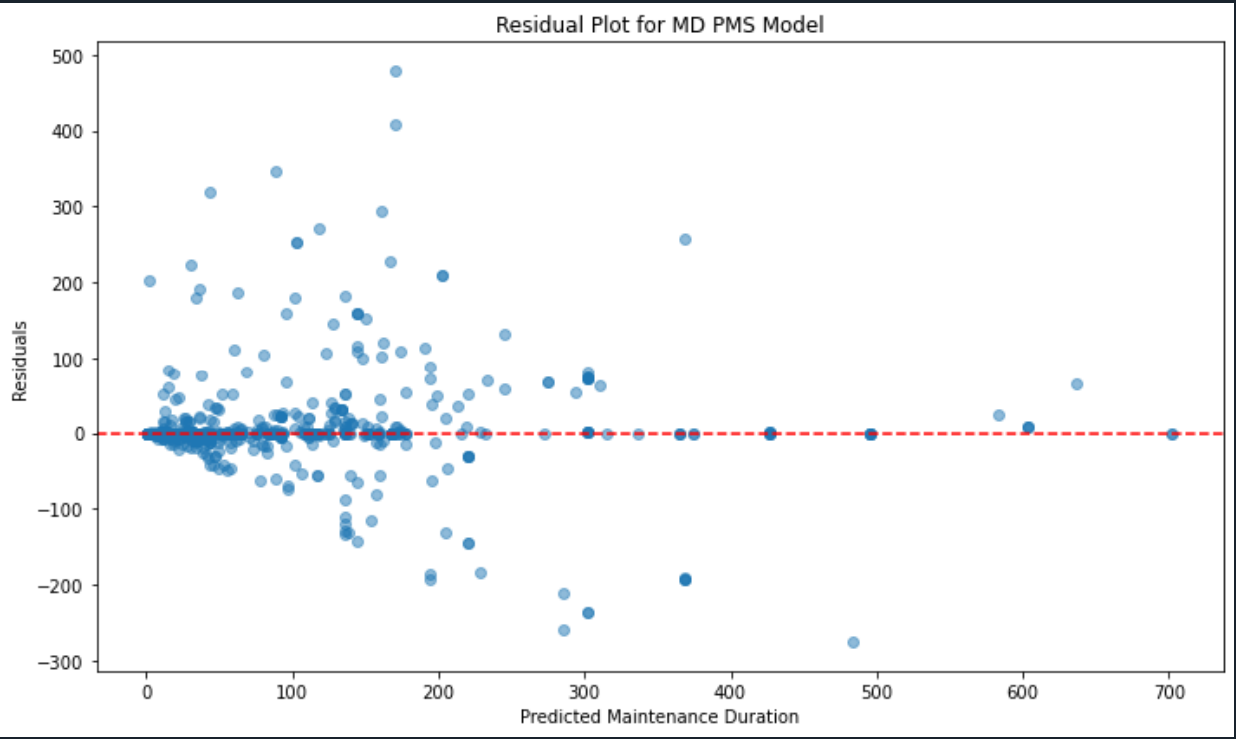 Residual Plot for MD PMS Model
500
400
300
200
100
0
−100
−200
−300
Residuals
0 100 200 300 400 500 600 700
Predicted Maintenance Duration